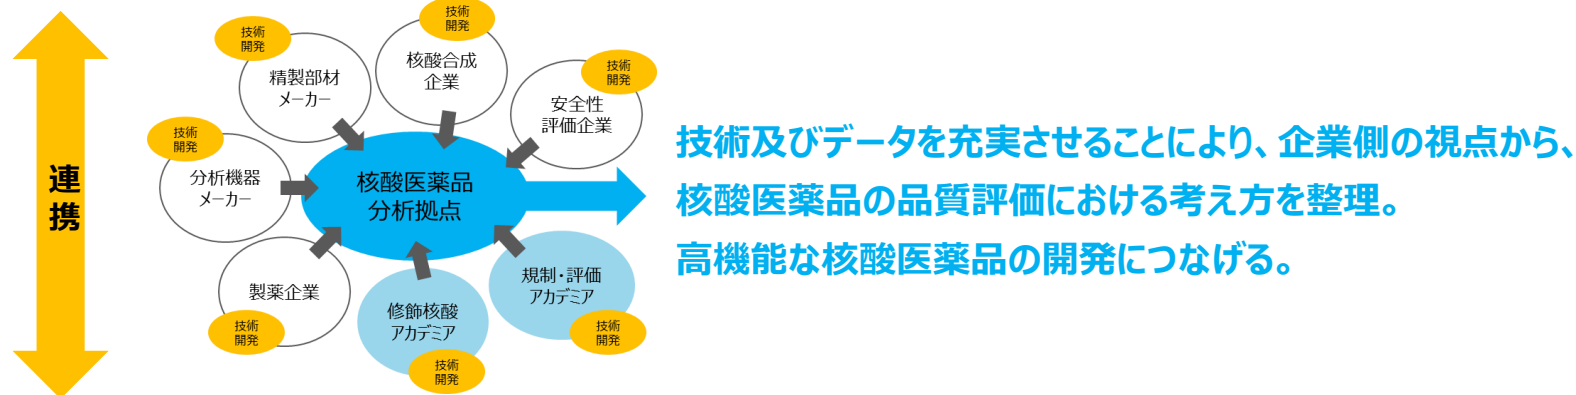 連
携
技術
開発
精製部材
メーカー
技術
開発
核酸合成
企業
技術
開発
安全性
評価企業
技術
開発
分析機器
メーカー
核酸医薬品
分析拠点
製薬企業
技術
開発
修飾核酸
アカデミア
技術
開発
規制・評価
アカデミア
技術
開発
技術及びデータを充実させることにより、企業側の視点から、
核酸医薬品の品質評価における考え方を整理。
高機能な核酸医薬品の開発につなげる。